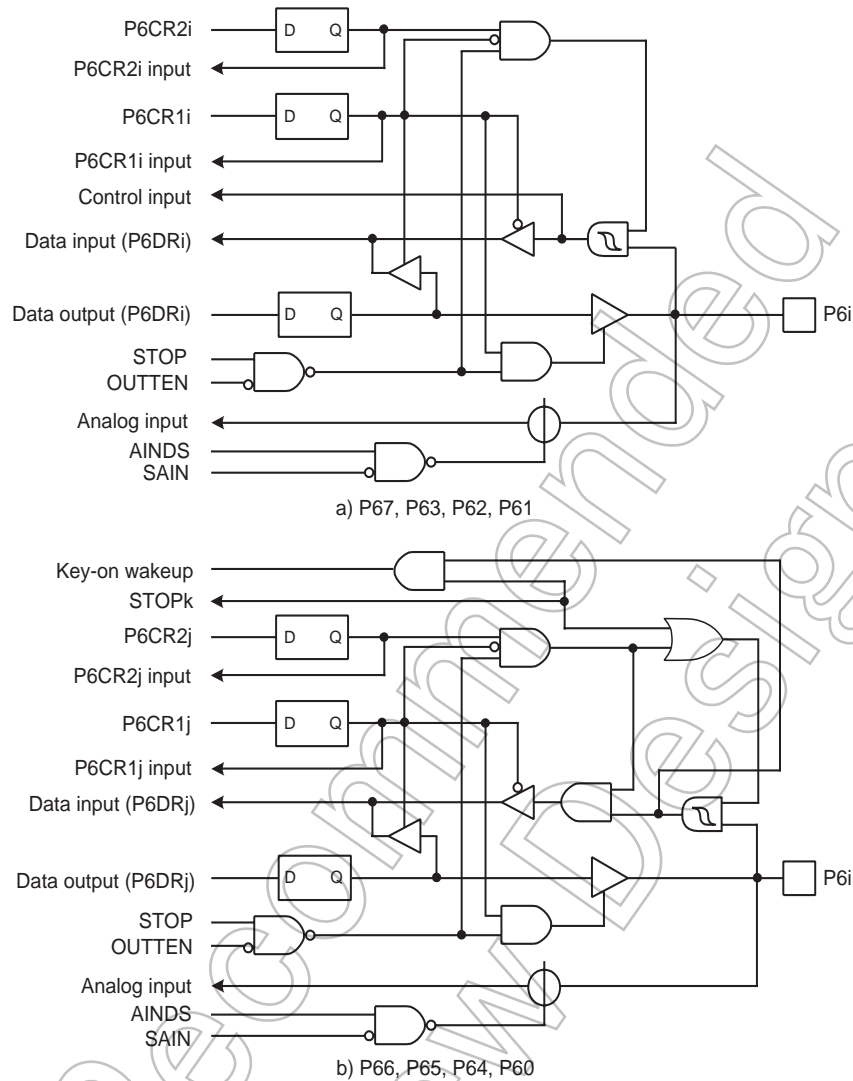 P6CR2i
D Q
P6CR2i input
P6CR1i
D Q
P6CR1i input
Control input
Data input (P6DRi)
Data output (P6DRi)
D Q
P6i
STOP
OUTTEN
Analog input
AINDS
SAIN
a) P67, P63, P62, P61
Key-on wakeup
STOPk
P6CR2j
D Q
P6CR2j input
P6CR1j
D Q
P6CR1j input
Data input (P6DRj)
Data output (P6DRj)
D Q
P6i
STOP
OUTTEN
Analog input
AINDS
SAIN
b) P66, P65, P64, P60
ecommended
w Design